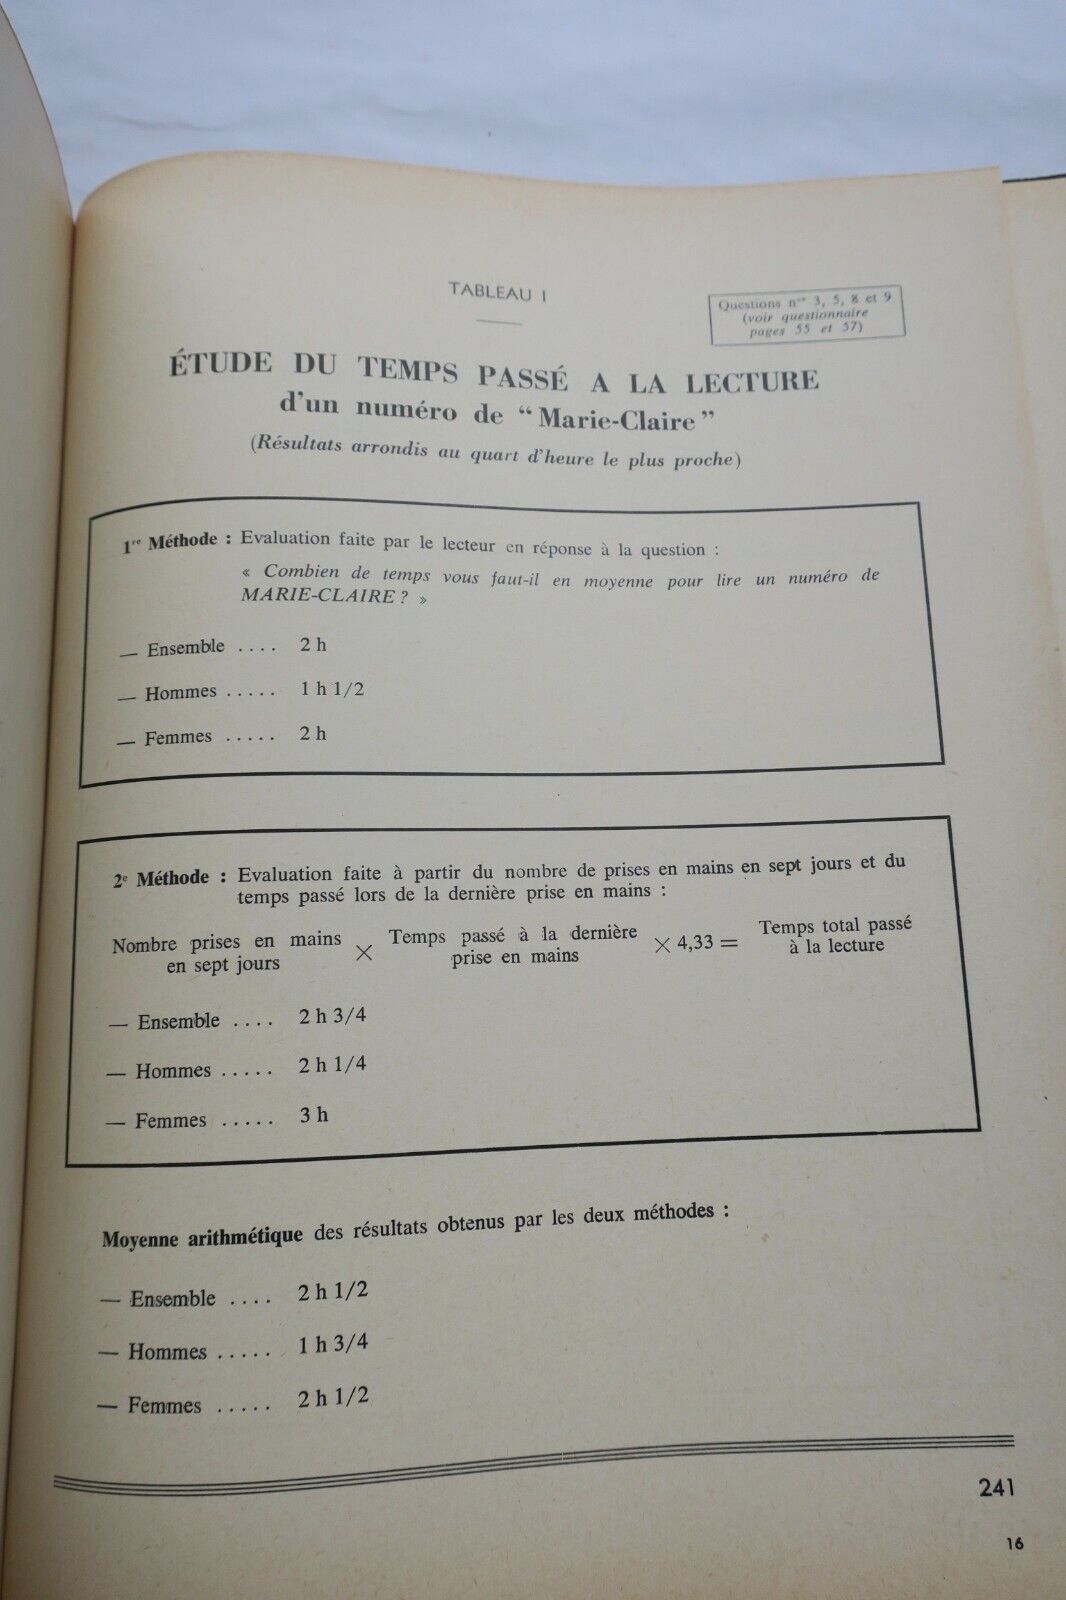 TABLEAU I
Questions nos 3, 5, 8 et 9
(voir questionnaire
pages 55 et 57)
ÉTUDE DU TEMPS PASSÉ A LA LECTURE
d'un numéro de “Marie-Claire”
(Résultats arrondis au quart d'heure le plus proche)
1re Méthode : Evaluation faite par le lecteur en réponse à la question :
« Combien de temps vous faut-il en moyenne pour lire un numéro de
MARIE-CLAIRE ? »
— Ensemble .... 2 h
— Hommes ..... 1 h 1/2
— Femmes ..... 2 h
2e Méthode : Evaluation faite à partir du nombre de prises en mains en sept jours et du
temps passé lors de la dernière prise en mains :
Nombre prises en mains
en sept jours
×
Temps passé à la dernière
prise en mains
× 4,33 =
Temps total passé
à la lecture
— Ensemble .... 2 h 3/4
— Hommes ..... 2 h 1/4
— Femmes ..... 3 h
Moyenne arithmétique des résultats obtenus par les deux méthodes :
— Ensemble .... 2 h 1/2
— Hommes ..... 1 h 3/4
— Femmes ..... 2 h 1/2
241
16